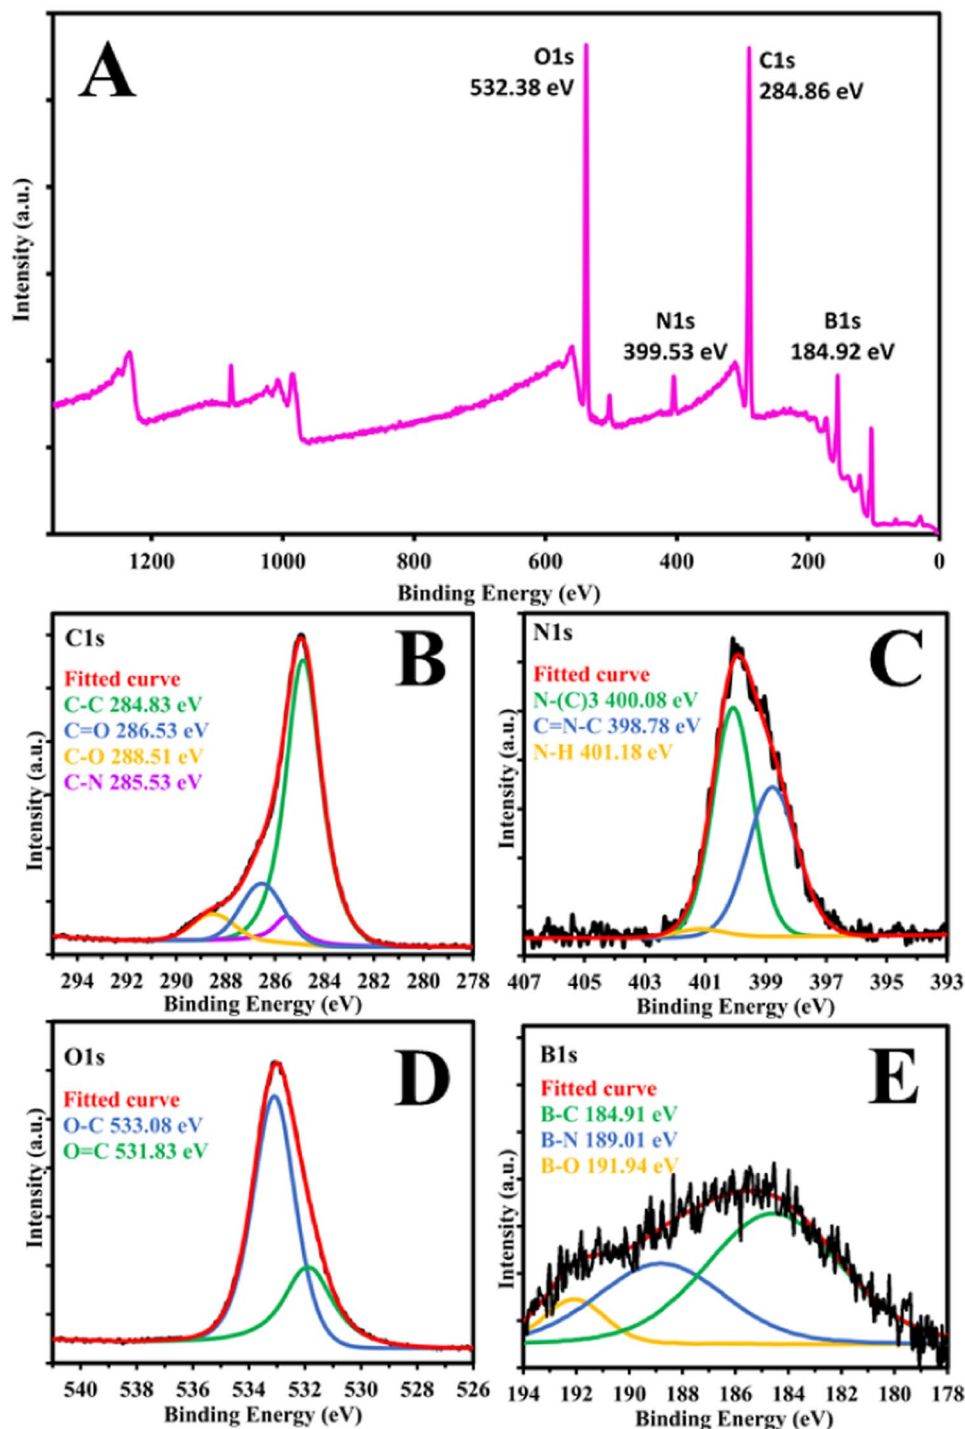 A
O1s
532.38 eV
C1s
284.86 eV
N1s
399.53 eV
B1s
184.92 eV
Intensity (a.u.)
1200 1000 800 600 400 200 0
Binding Energy (eV)
B
C1s
Fitted curve
C-C 284.83 eV
C=O 286.53 eV
C-O 288.51 eV
C-N 285.53 eV
Intensity (a.u.)
294 292 290 288 286 284 282 280 278
Binding Energy (eV)
C
N1s
Fitted curve
N-(C)3 400.08 eV
C=N-C 398.78 eV
N-H 401.18 eV
Intensity (a.u.)
407 405 403 401 399 397 395 393
Binding Energy (eV)
D
O1s
Fitted curve
O-C 533.08 eV
O=C 531.83 eV
Intensity (a.u.)
540 538 536 534 532 530 528 526
Binding Energy (eV)
E
B1s
Fitted curve
B-C 184.91 eV
B-N 189.01 eV
B-O 191.94 eV
Intensity (a.u.)
194 192 190 188 186 184 182 180 178
Binding Energy (eV)